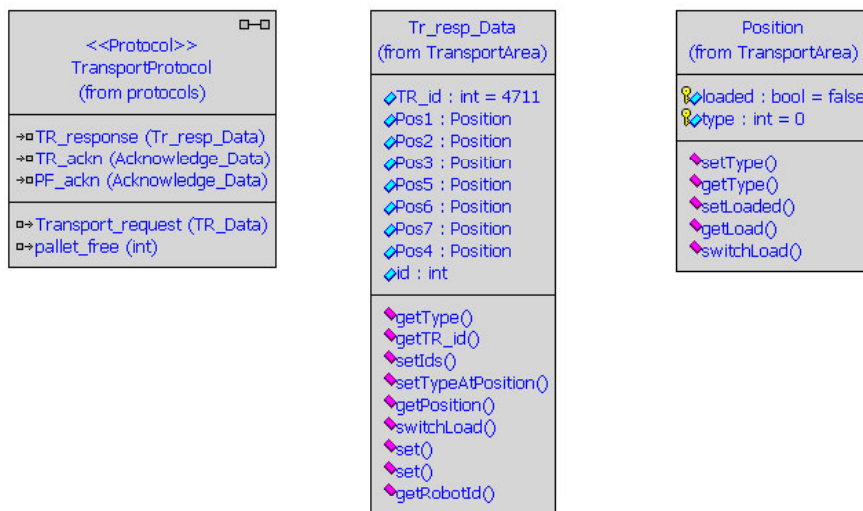 <<Protocol>>
TransportProtocol
(from protocols)
TR_response (Tr_resp_Data)
TR_ackn (Acknowledge_Data)
PF_ackn (Acknowledge_Data)
Transport_request (TR_Data)
pallet_free (int)
Tr_resp_Data
(from TransportArea)
TR_id : int = 4711
Pos1 : Position
Pos2 : Position
Pos3 : Position
Pos5 : Position
Pos6 : Position
Pos7 : Position
Pos4 : Position
id : int
getType()
getTR_id()
setIds()
setTypeAtPosition()
getPosition()
switchLoad()
set()
set()
getRobotId()
Position
(from TransportArea)
loaded : bool = false
type : int = 0
setType()
getType()
setLoaded()
getLoad()
switchLoad()